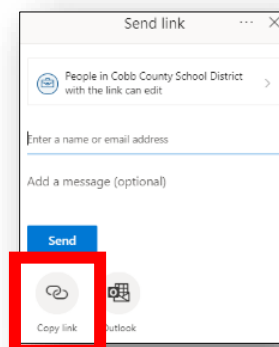 Send link
People in Cobb County School District
with the link can edit
Enter a name or email address
Add a message (optional)
Send
Copy link
Outlook